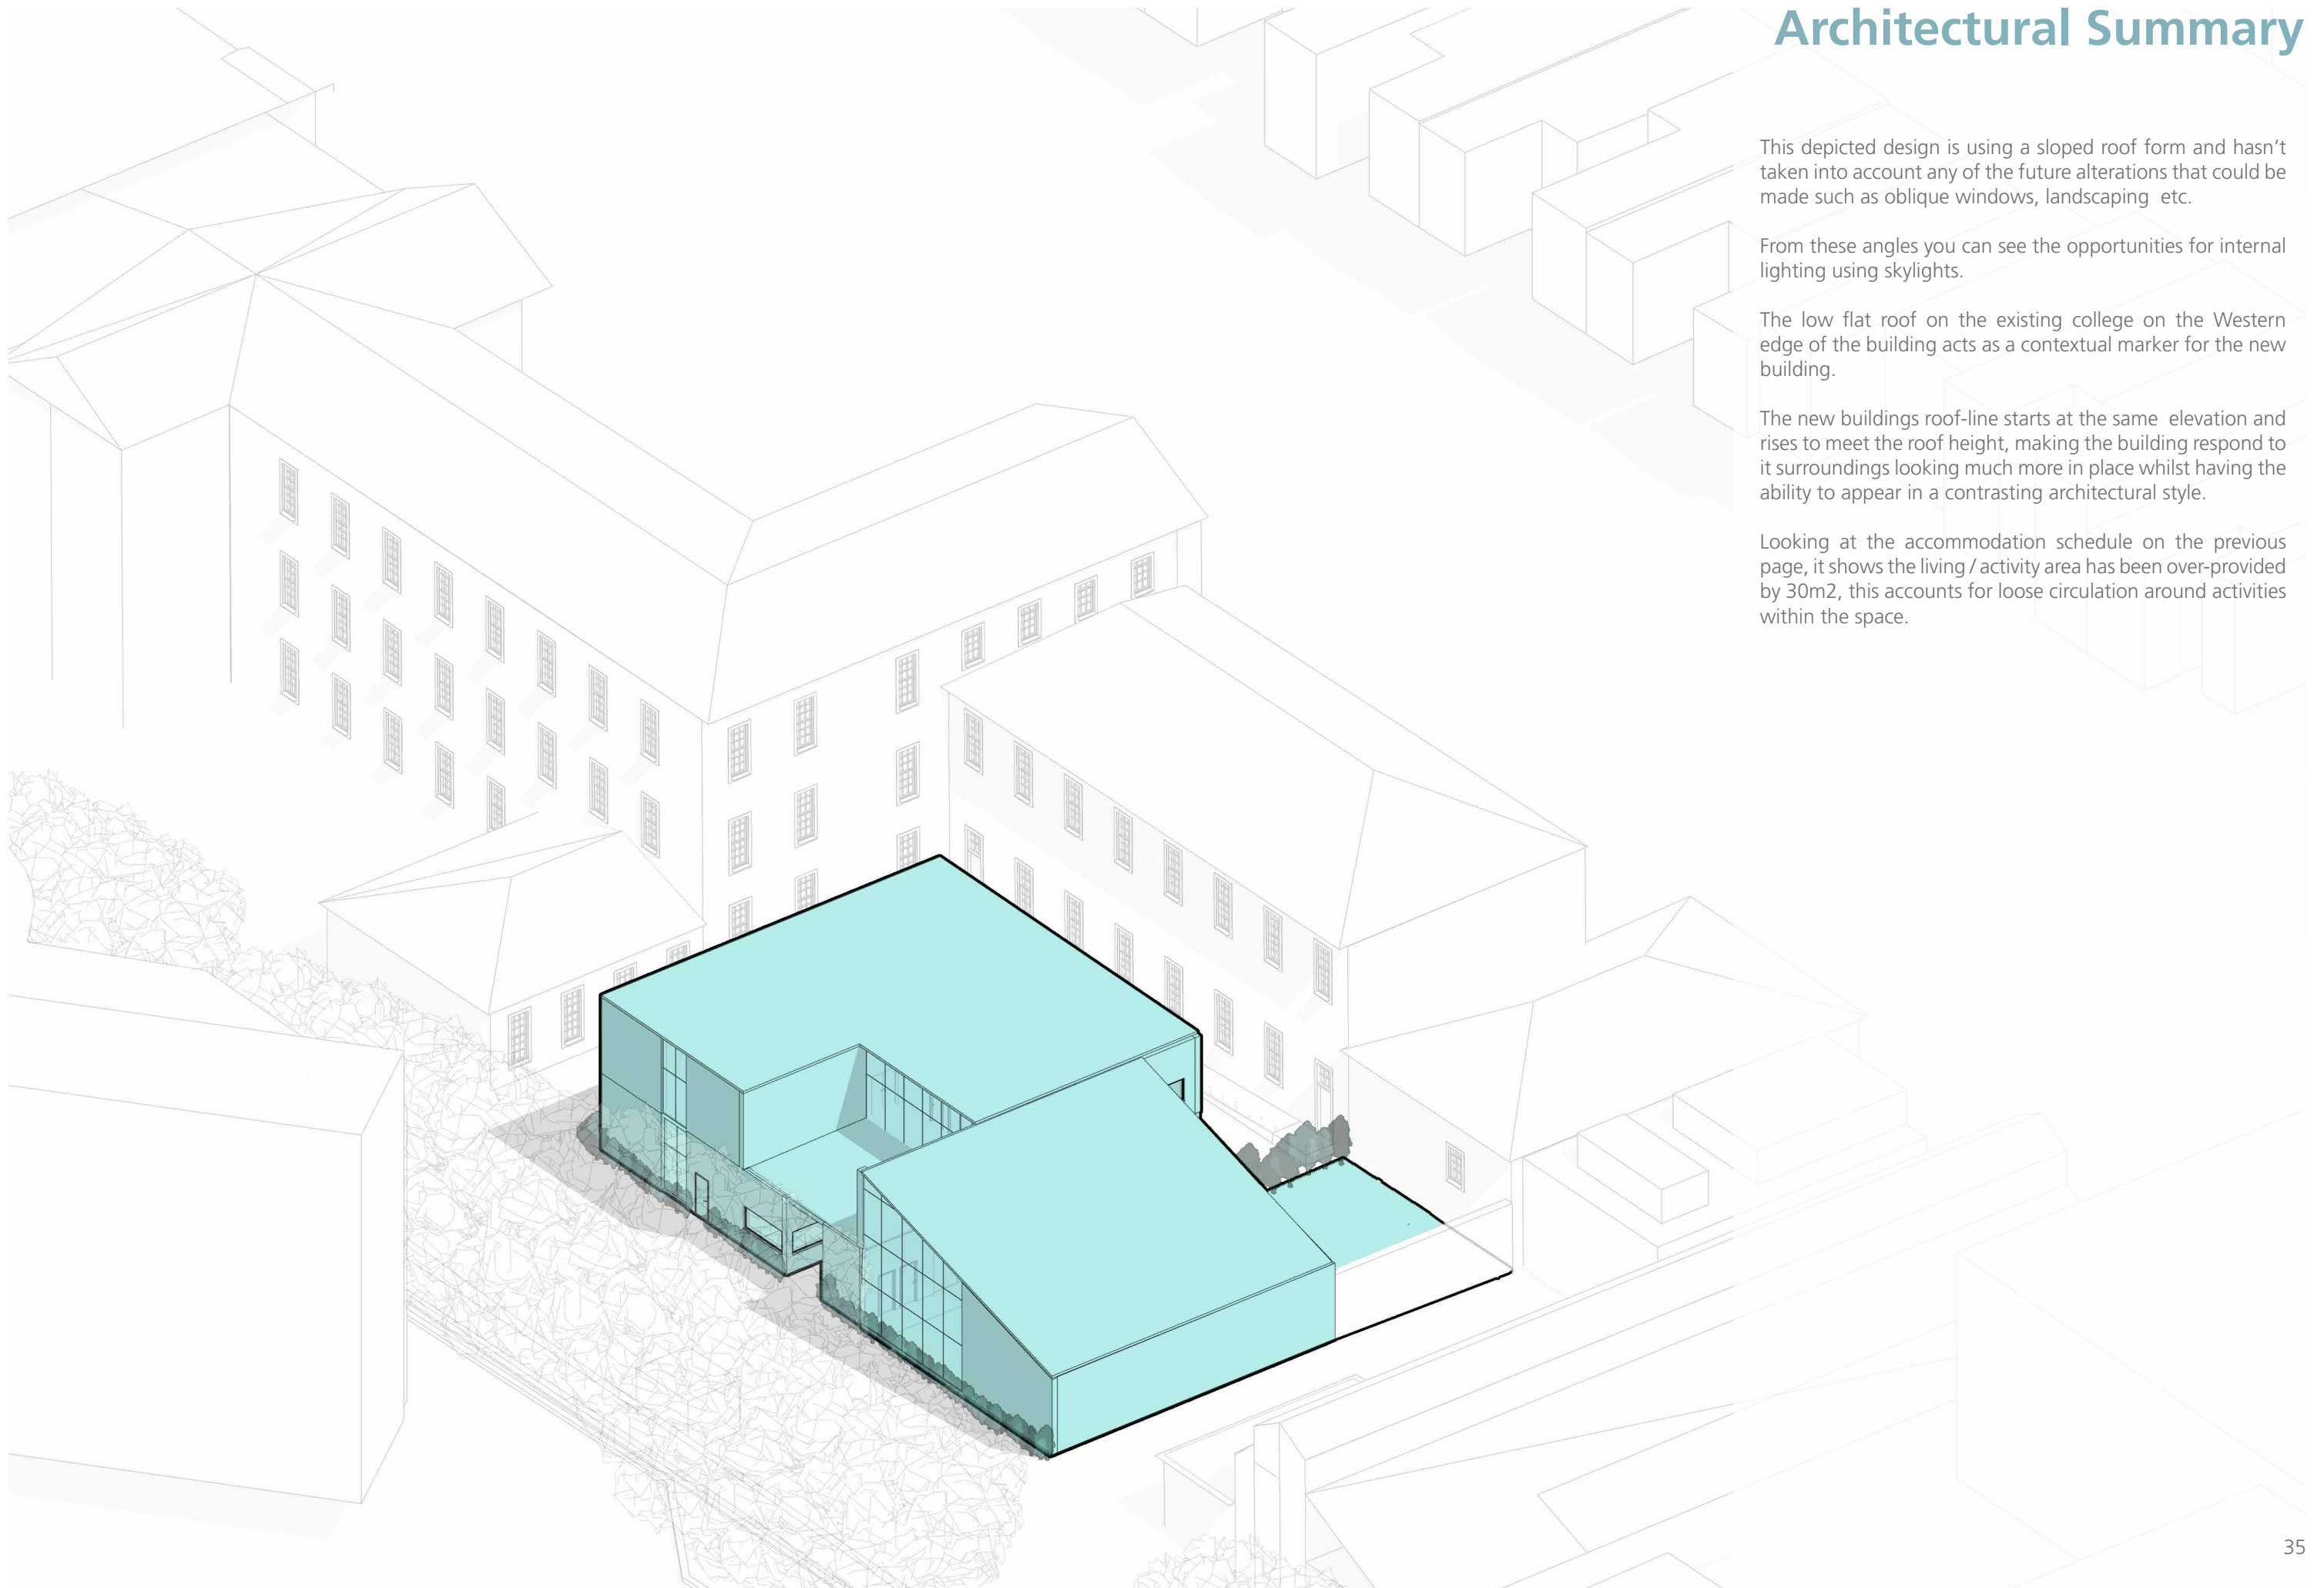 Architectural Summary
This depicted design is using a sloped roof form and hasn't
taken into account any of the future alterations that could be
made such as oblique windows, landscaping etc.
From these angles you can see the opportunities for internal
lighting using skylights.
The low flat roof on the existing college on the Western
edge of the building acts as a contextual marker for the new
building.
The new buildings roof-line starts at the same elevation and
rises to meet the roof height, making the building respond to
it surroundings looking much more in place whilst having the
ability to appear in a contrasting architectural style.
Looking at the accommodation schedule on the previous
page, it shows the living / activity area has been over-provided
by 30m2, this accounts for loose circulation around activities
within the space.
35